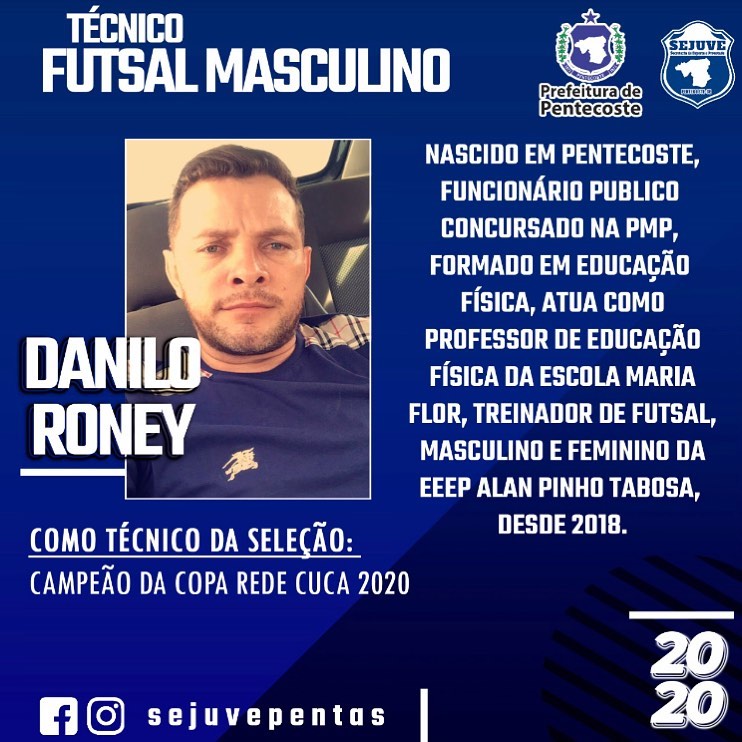 TÉCNICO
FUTSAL MASCULINO
Prefeitura de
Pentecoste
SEJUVE
NASCIDO EM PENTECOSTE,
FUNCIONÁRIO PUBLICO
CONCURSADO NA PMP,
FORMADO EM EDUCAÇÃO
FÍSICA, ATUA COMO
PROFESSOR DE EDUCAÇÃO
FÍSICA DA ESCOLA MARIA
FLOR, TREINADOR DE FUTSAL,
MASCULINO E FEMININO DA
EEEP ALAN PINHO TABOSA,
DESDE 2018.
DANILO
RONEY
COMO TÉCNICO DA SELEÇÃO:
CAMPEÃO DA COPA REDE CUCA 2020
20
20
sejuvepentas